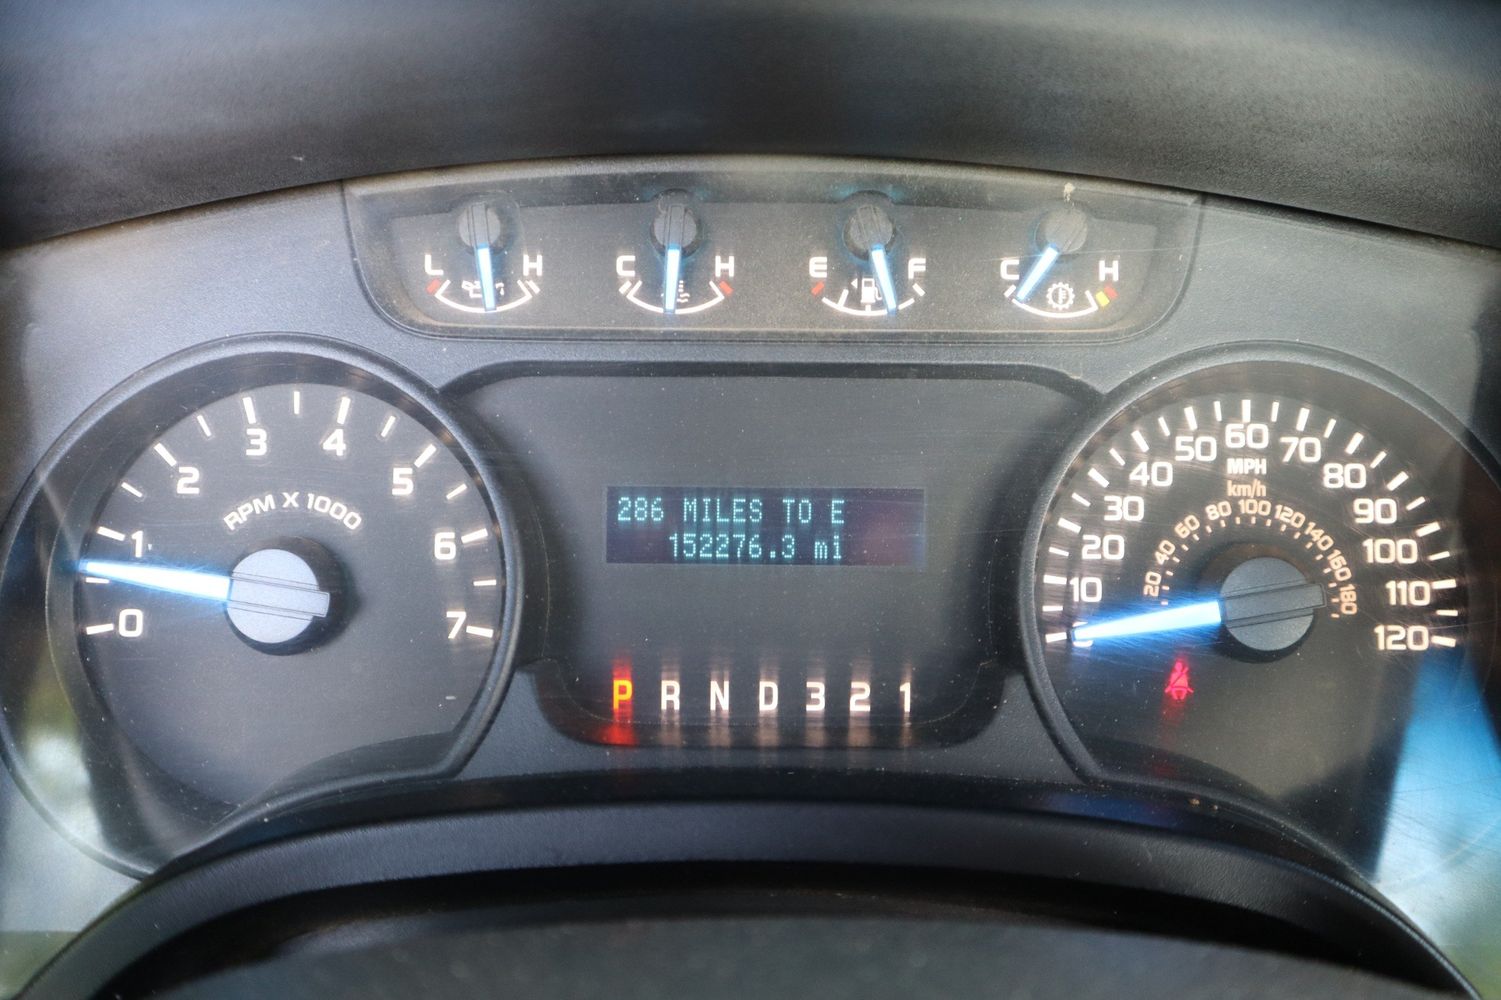 L H
C H
E F
C H
0 1 2 3 4 5 6 7
RPM X 1000
286 MILES TO E
152276.3 mi
P R N D 3 2 1
10 20 30 40 50 60 70 80 90 100 110 120
MPH
km/h
20 40 60 80 100 120 140 160 180